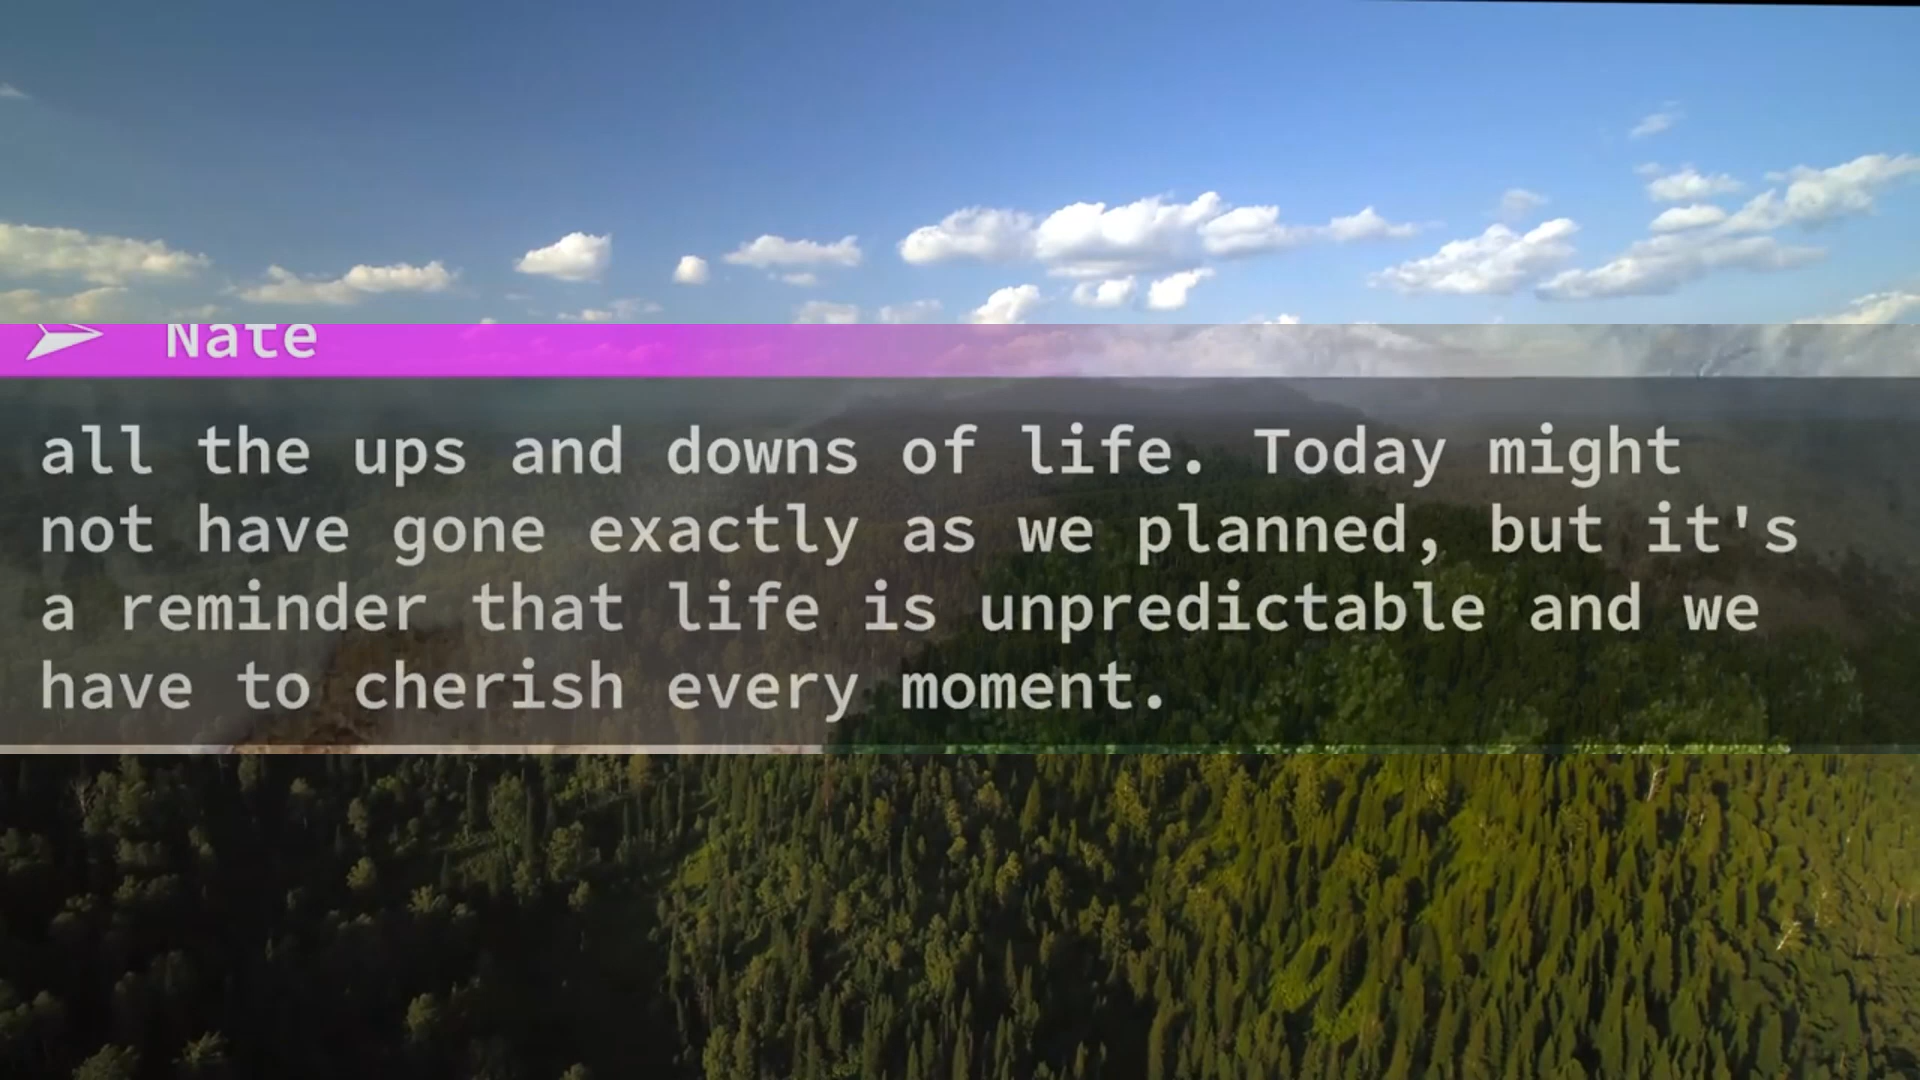 Nate
all the ups and downs of life. Today might
not have gone exactly as we planned, but it's
a reminder that life is unpredictable and we
have to cherish every moment.